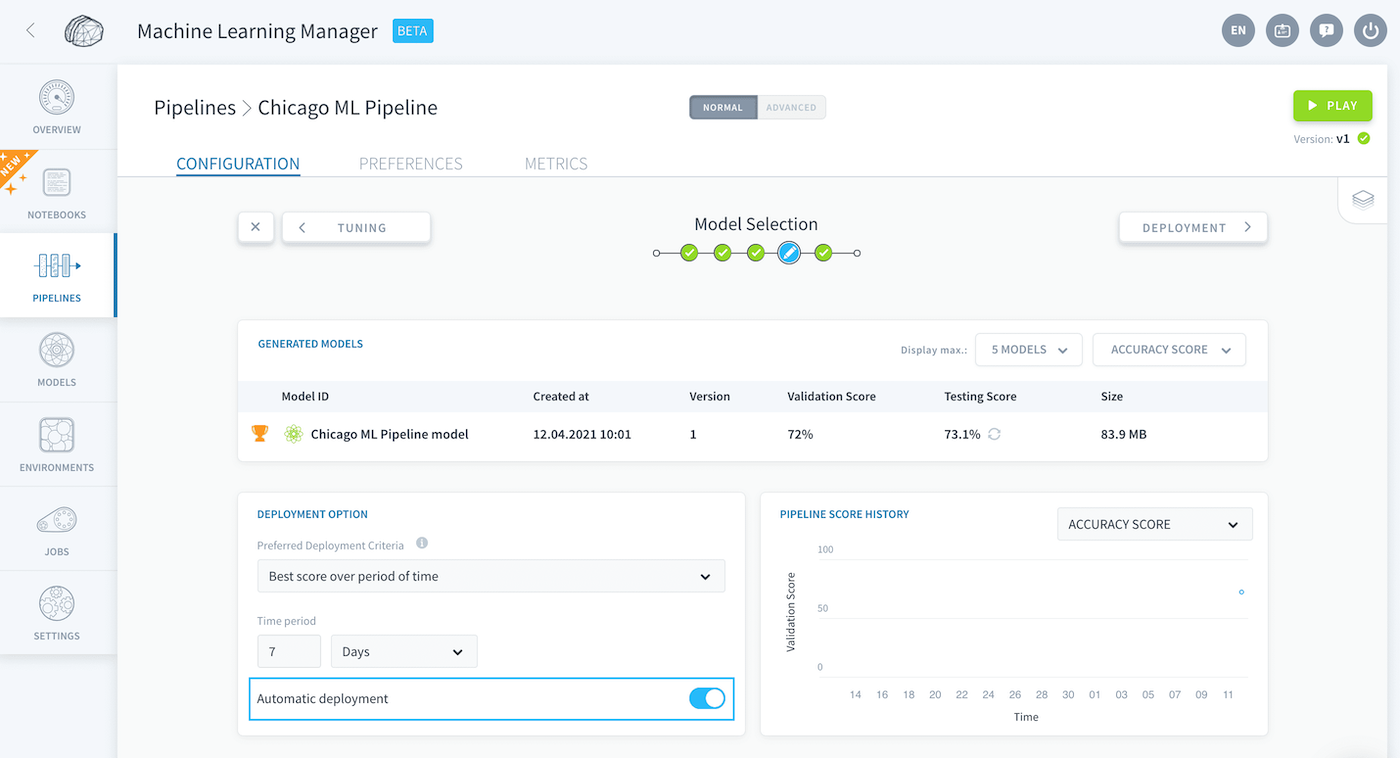 Machine Learning Manager BETA
EN
OVERVIEW
NEW
NOTEBOOKS
PIPELINES
MODELS
ENVIRONMENTS
JOBS
SETTINGS
Pipelines > Chicago ML Pipeline
NORMAL ADVANCED
PLAY
Version: v1
CONFIGURATION PREFERENCES METRICS
TUNING
Model Selection
DEPLOYMENT
GENERATED MODELS
Display max.: 5 MODELS ACCURACY SCORE
Model ID Created at Version Validation Score Testing Score Size
Chicago ML Pipeline model 12.04.2021 10:01 1 72% 73.1% 83.9 MB
DEPLOYMENT OPTION
Preferred Deployment Criteria
Best score over period of time
Time period
7 Days
Automatic deployment
PIPELINE SCORE HISTORY
ACCURACY SCORE
Validation Score
100
50
0
14 16 18 20 22 24 26 28 30 01 03 05 07 09 11
Time